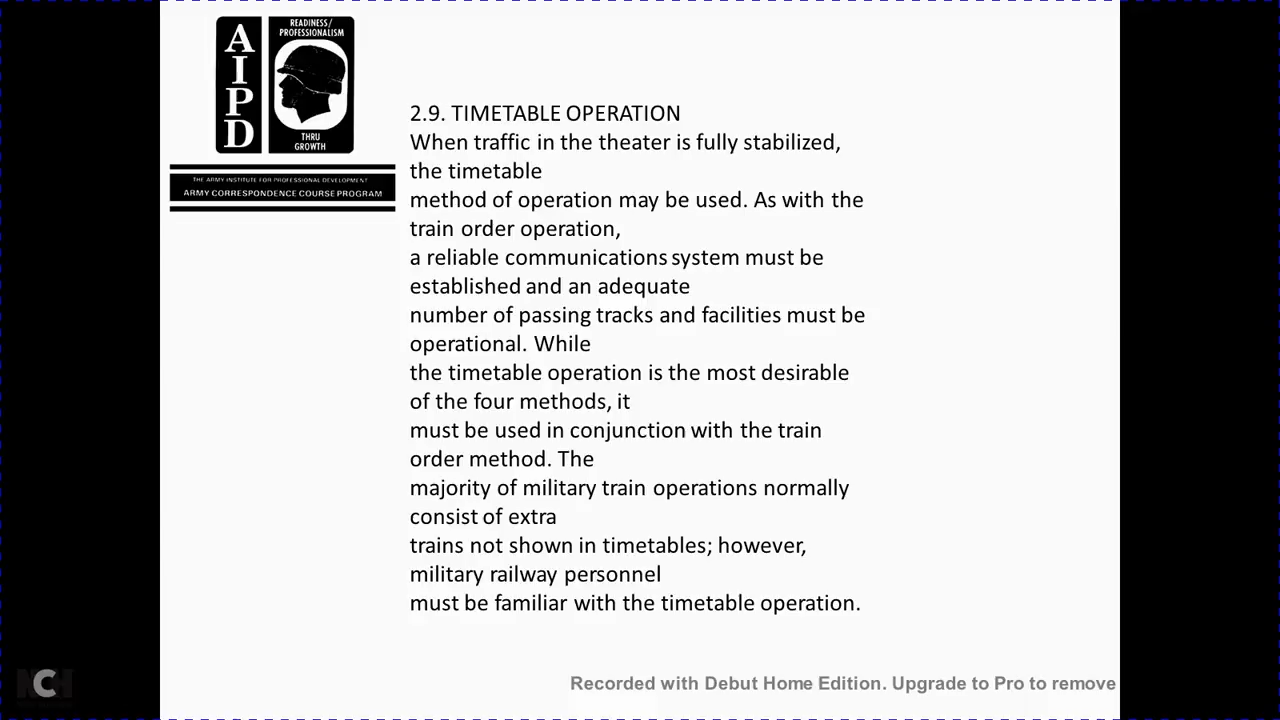 AIPD
READINESS/
PROFESSIONALISM
THRU
GROWTH
THE ARMY INSTITUTE FOR PROFESSIONAL DEVELOPMENT
ARMY CORRESPONDENCE COURSE PROGRAM
2.9. TIMETABLE OPERATION
When traffic in the theater is fully stabilized,
the timetable
method of operation may be used. As with the
train order operation,
a reliable communications system must be
established and an adequate
number of passing tracks and facilities must be
operational. While
the timetable operation is the most desirable
of the four methods, it
must be used in conjunction with the train
order method. The
majority of military train operations normally
consist of extra
trains not shown in timetables; however,
military railway personnel
must be familiar with the timetable operation.
NCH
Recorded with Debut Home Edition. Upgrade to Pro to remove